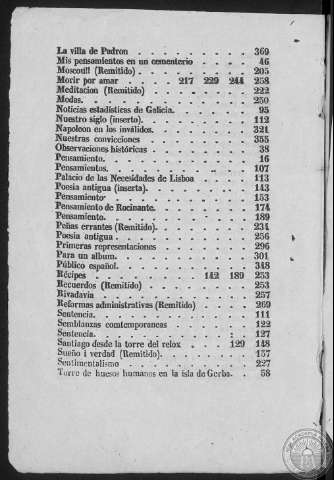 La villa de Padron . . . . . . . . 369
Mis pensamientos en un cementerio . . . . . 46
Moscoull (Remitido) . . . . . . . . 205
Morir por amar . . . . 217 229 244 258
Meditacion (Remitido) . . . . . . . 222
Modas. . . . . . . . . . . . 250
Noticias estadísticas de Galicia. . . . . . . 95
Nuestro siglo (inserto). . . . . . . . 112
Napoleon en los inválidos. . . . . . . . 321
Nuestras convicciones . . . . . . . . 355
Observaciones históricas . . . . . . . 38
Pensamiento. . . . . . . . . . . 16
Pensamientos. . . . . . . . . . . 107
Palacio de las Necesidades de Lisboa . . . . . 113
Poesia antigua (inserta). . . . . . . . 143
Pensamiento . . . . . . . . . . 153
Pensamiento de Rocinante. . . . . . . . 174
Pensamiento. . . . . . . . . . . 189
Peñas errantes (Remitido). . . . . . . . 231
Poesia antigua . . . . . . . . . . 256
Primeras representaciones . . . . . . . 296
Para un album. . . . . . . . . . 301
Público español. . . . . . . . . . 348
Récipes . . . . . . . 142 189 253
Recuerdos (Remitido) . . . . . . . . 253
Rivadavia . . . . . . . . . . . 257
Reformas administrativas (Remitido) . . . . . 269
Sentencia. . . . . . . . . . . . 111
Semblanzas comtemporaneas . . . . . . . 122
Sentencia. . . . . . . . . . . . 127
Santiago desde la torre del relox . . . . 129 148
Sueño i verdad (Remitido). . . . . . . . 157
Sentimentalismo . . . . . . . . . 227
Torre de huesos humanos en la isla de Gerbo. . . 58